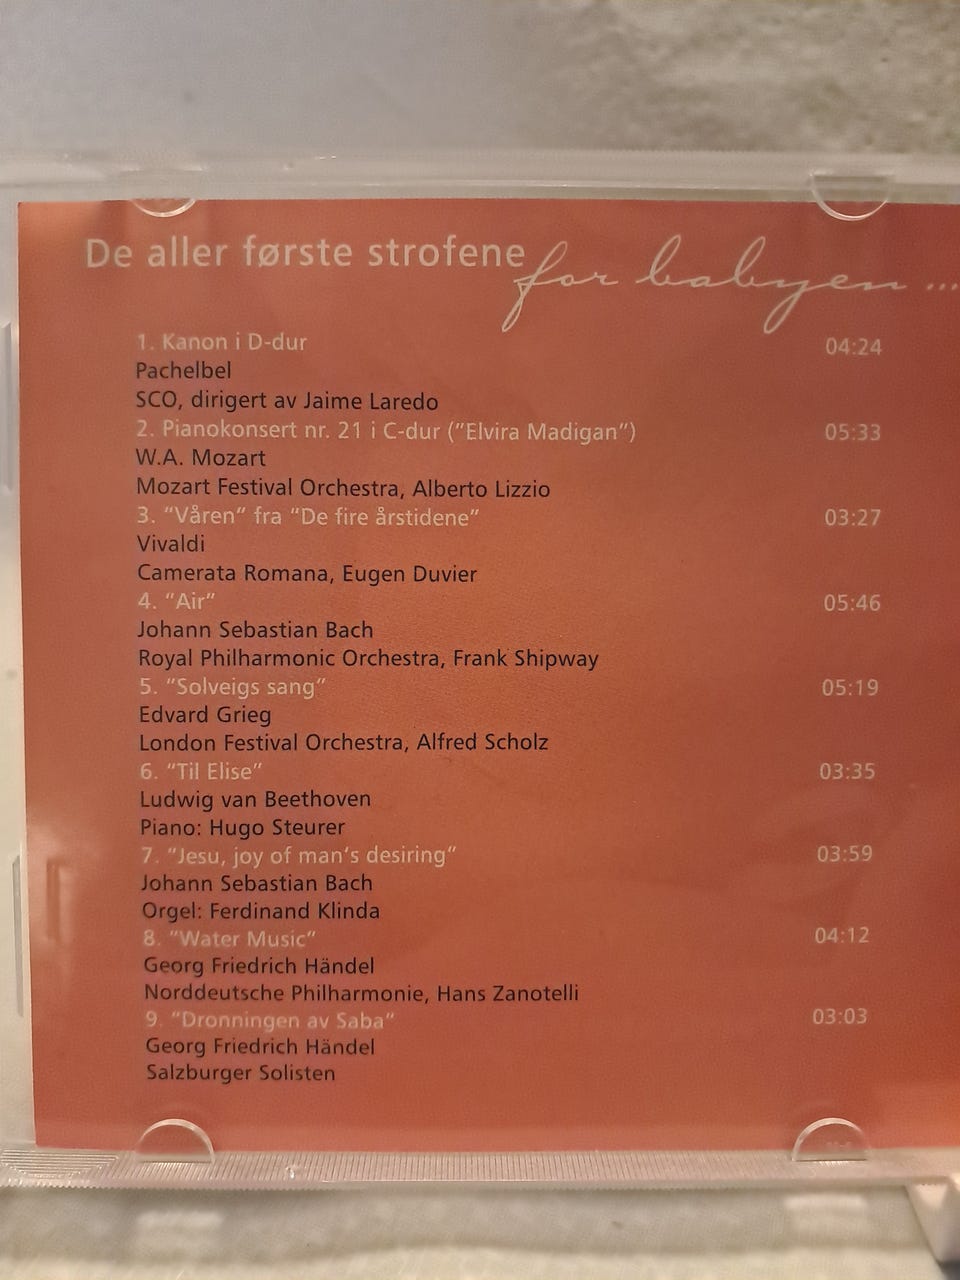 De aller første strofene for babyen ...
1. Kanon i D-dur 04:24
Pachelbel
SCO, dirigert av Jaime Laredo
2. Pianokonsert nr. 21 i C-dur (”Elvira Madigan”) 05:33
W.A. Mozart
Mozart Festival Orchestra, Alberto Lizzio
3. ”Våren” fra ”De fire årstidene” 03:27
Vivaldi
Camerata Romana, Eugen Duvier
4. ”Air” 05:46
Johann Sebastian Bach
Royal Philharmonic Orchestra, Frank Shipway
5. ”Solveigs sang” 05:19
Edvard Grieg
London Festival Orchestra, Alfred Scholz
6. ”Til Elise” 03:35
Ludwig van Beethoven
Piano: Hugo Steurer
7. ”Jesu, joy of man’s desiring” 03:59
Johann Sebastian Bach
Orgel: Ferdinand Klinda
8. ”Water Music” 04:12
Georg Friedrich Händel
Norddeutsche Philharmonie, Hans Zanotelli
9. ”Dronningen av Saba” 03:03
Georg Friedrich Händel
Salzburger Solisten